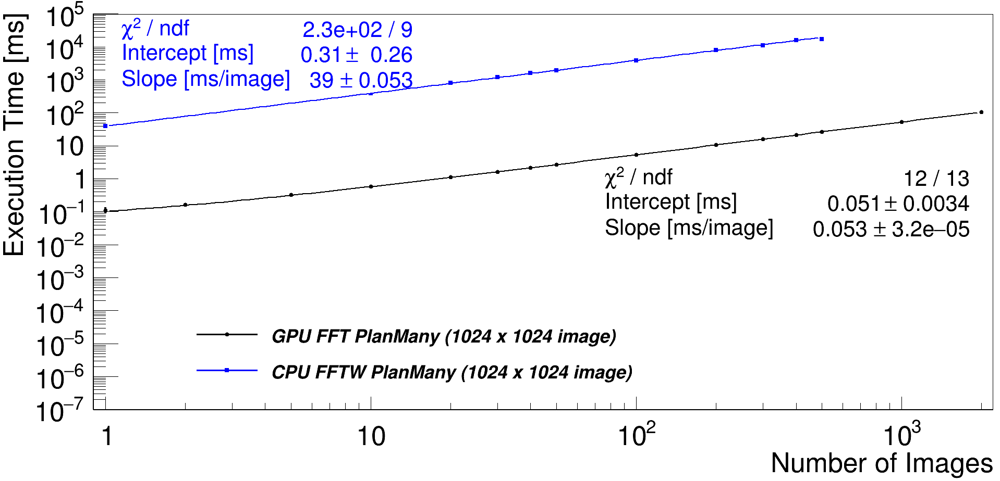 Execution Time [ms]
10⁵
10⁴
10³
10²
10
1
10⁻¹
10⁻²
10⁻³
10⁻⁴
10⁻⁵
10⁻⁶
10⁻⁷
χ² / ndf 2.3e+02 / 9
Intercept [ms] 0.31 ± 0.26
Slope [ms/image] 39 ± 0.053
χ² / ndf 12 / 13
Intercept [ms] 0.051 ± 0.0034
Slope [ms/image] 0.053 ± 3.2e−05
GPU FFT PlanMany (1024 x 1024 image)
CPU FFTW PlanMany (1024 x 1024 image)
1 10 10² 10³
Number of Images